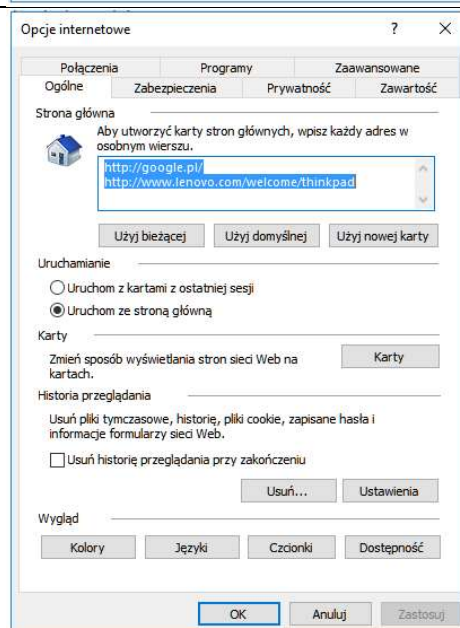 Opcje internetowe
Połączenia Programy Zaawansowane
Ogólne Zabezpieczenia Prywatność Zawartość
Strona główna
Aby utworzyć karty stron głównych, wpisz każdy adres w
osobnym wierszu.
http://google.pl/
http://www.lenovo.com/welcome/thinkpad
Użyj bieżącej Użyj domyślnej Użyj nowej karty
Uruchamianie
Uruchom z kartami z ostatniej sesji
Uruchom ze stroną główną
Karty
Zmień sposób wyświetlania stron sieci Web na
kartach.
Karty
Historia przeglądania
Usuń pliki tymczasowe, historię, pliki cookie, zapisane hasła i
informacje formularzy sieci Web.
Usuń historię przeglądania przy zakończeniu
Usuń... Ustawienia
Wygląd
Kolory Języki Czcionki Dostępność
OK Anuluj Zastosuj